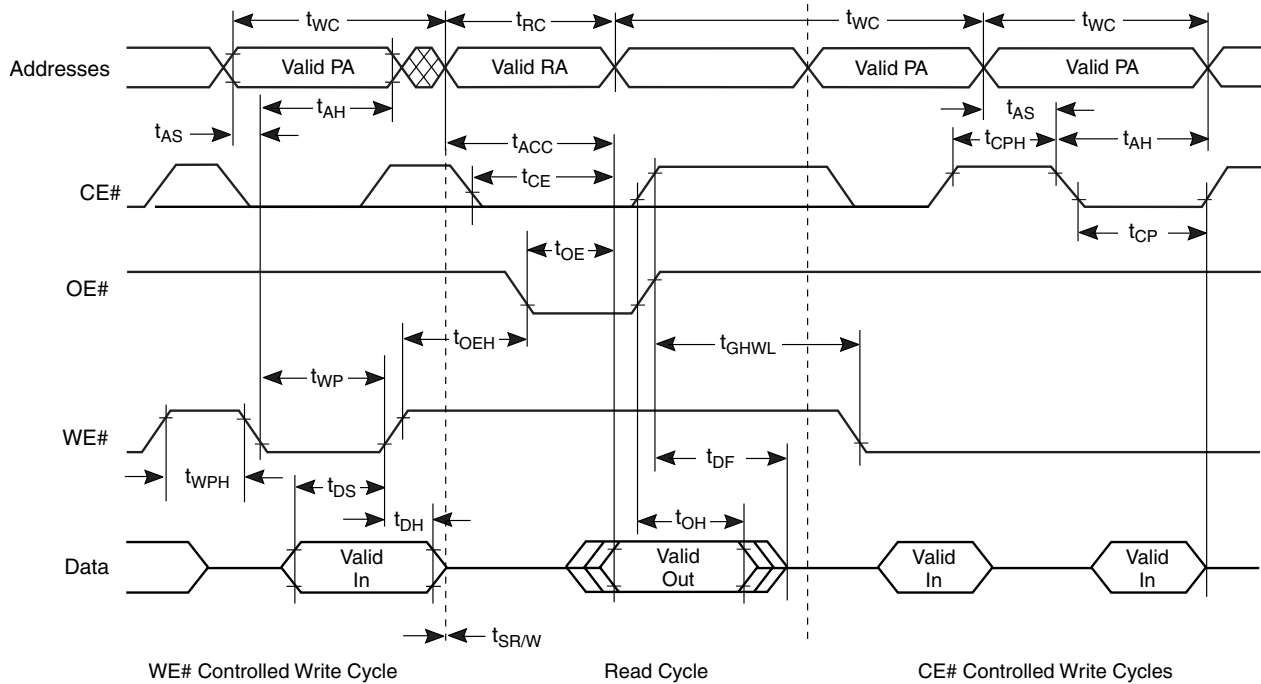 tWC tRC tWC tWC
Addresses Valid PA Valid RA Valid PA Valid PA
tAH tAS
tAS tACC tCPH tAH
CE# tCE
tOE tCP
OE#
tOEH tGHWL
tWP
WE#
tWPH tDS tDF
tDH tOH
Data Valid In Valid Out Valid In Valid In
tSR/W
WE# Controlled Write Cycle Read Cycle CE# Controlled Write Cycles